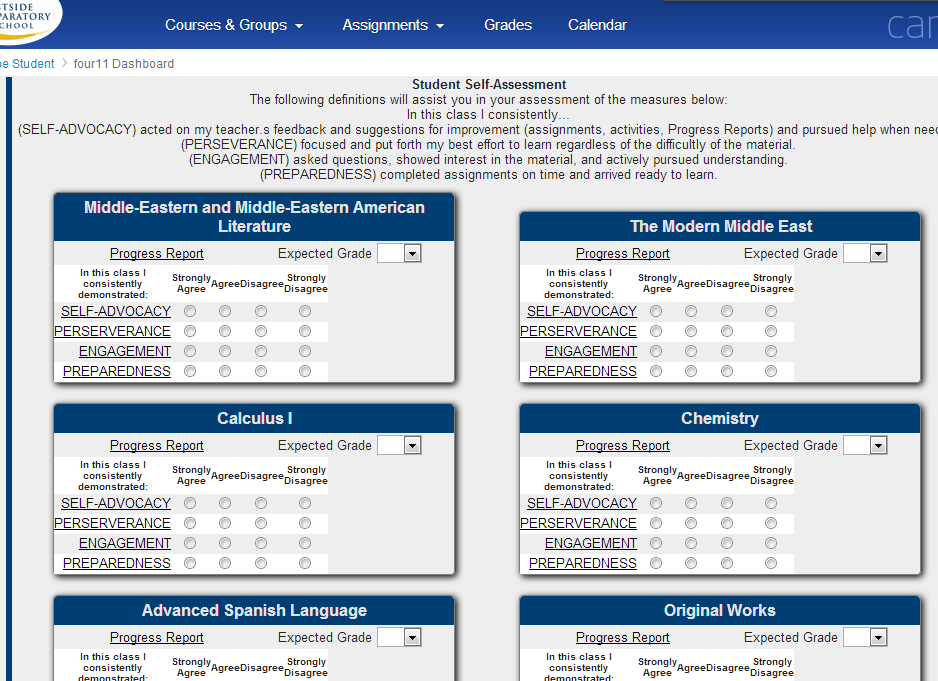 STSIDE
PARATORY
CHOOL
Courses & Groups
Assignments
Grades
Calendar
can
be Student > four11 Dashboard
Student Self-Assessment
The following definitions will assist you in your assessment of the measures below:
In this class I consistently...
(SELF-ADVOCACY) acted on my teacher.s feedback and suggestions for improvement (assignments, activities, Progress Reports) and pursued help when need
(PERSEVERANCE) focused and put forth my best effort to learn regardless of the difficultly of the material.
(ENGAGEMENT) asked questions, showed interest in the material, and actively pursued understanding.
(PREPAREDNESS) completed assignments on time and arrived ready to learn.
Middle-Eastern and Middle-Eastern American
Literature
Progress Report Expected Grade
In this class I
consistently
demonstrated:
Strongly
Agree
Agree
Disagree
Strongly
Disagree
SELF-ADVOCACY
PERSERVERANCE
ENGAGEMENT
PREPAREDNESS
The Modern Middle East
Progress Report Expected Grade
In this class I
consistently
demonstrated:
Strongly
Agree
Agree
Disagree
Strongly
Disagree
SELF-ADVOCACY
PERSERVERANCE
ENGAGEMENT
PREPAREDNESS
Calculus I
Progress Report Expected Grade
In this class I
consistently
demonstrated:
Strongly
Agree
Agree
Disagree
Strongly
Disagree
SELF-ADVOCACY
PERSERVERANCE
ENGAGEMENT
PREPAREDNESS
Chemistry
Progress Report Expected Grade
In this class I
consistently
demonstrated:
Strongly
Agree
Agree
Disagree
Strongly
Disagree
SELF-ADVOCACY
PERSERVERANCE
ENGAGEMENT
PREPAREDNESS
Advanced Spanish Language
Progress Report Expected Grade
In this class I
consistently
demonstrated:
Strongly
Agree
Agree
Disagree
Strongly
Disagree
Original Works
Progress Report Expected Grade
In this class I
consistently
demonstrated:
Strongly
Agree
Agree
Disagree
Strongly
Disagree